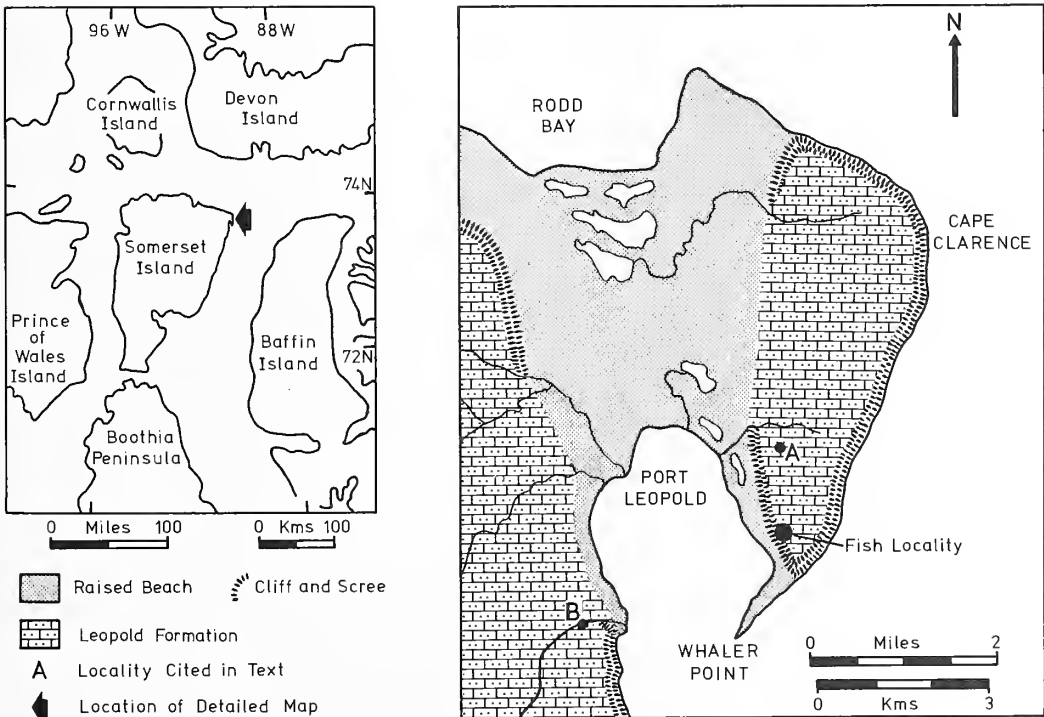 96 W
88W
Cornwallis
Island
Devon
Island
74N
Somerset
Island
Prince
of
Wales
Island
Baffin
Island
72N
Boothia
Peninsula
0 Miles 100
0 Kms 100
Raised Beach
Cliff and Scree
Leopold Formation
A Locality Cited in Text
Location of Detailed Map
N
RODD
BAY
CAPE
CLARENCE
PORT
LEOPOLD
A
Fish Locality
B
WHALER
POINT
0 Miles 2
0 Kms 3